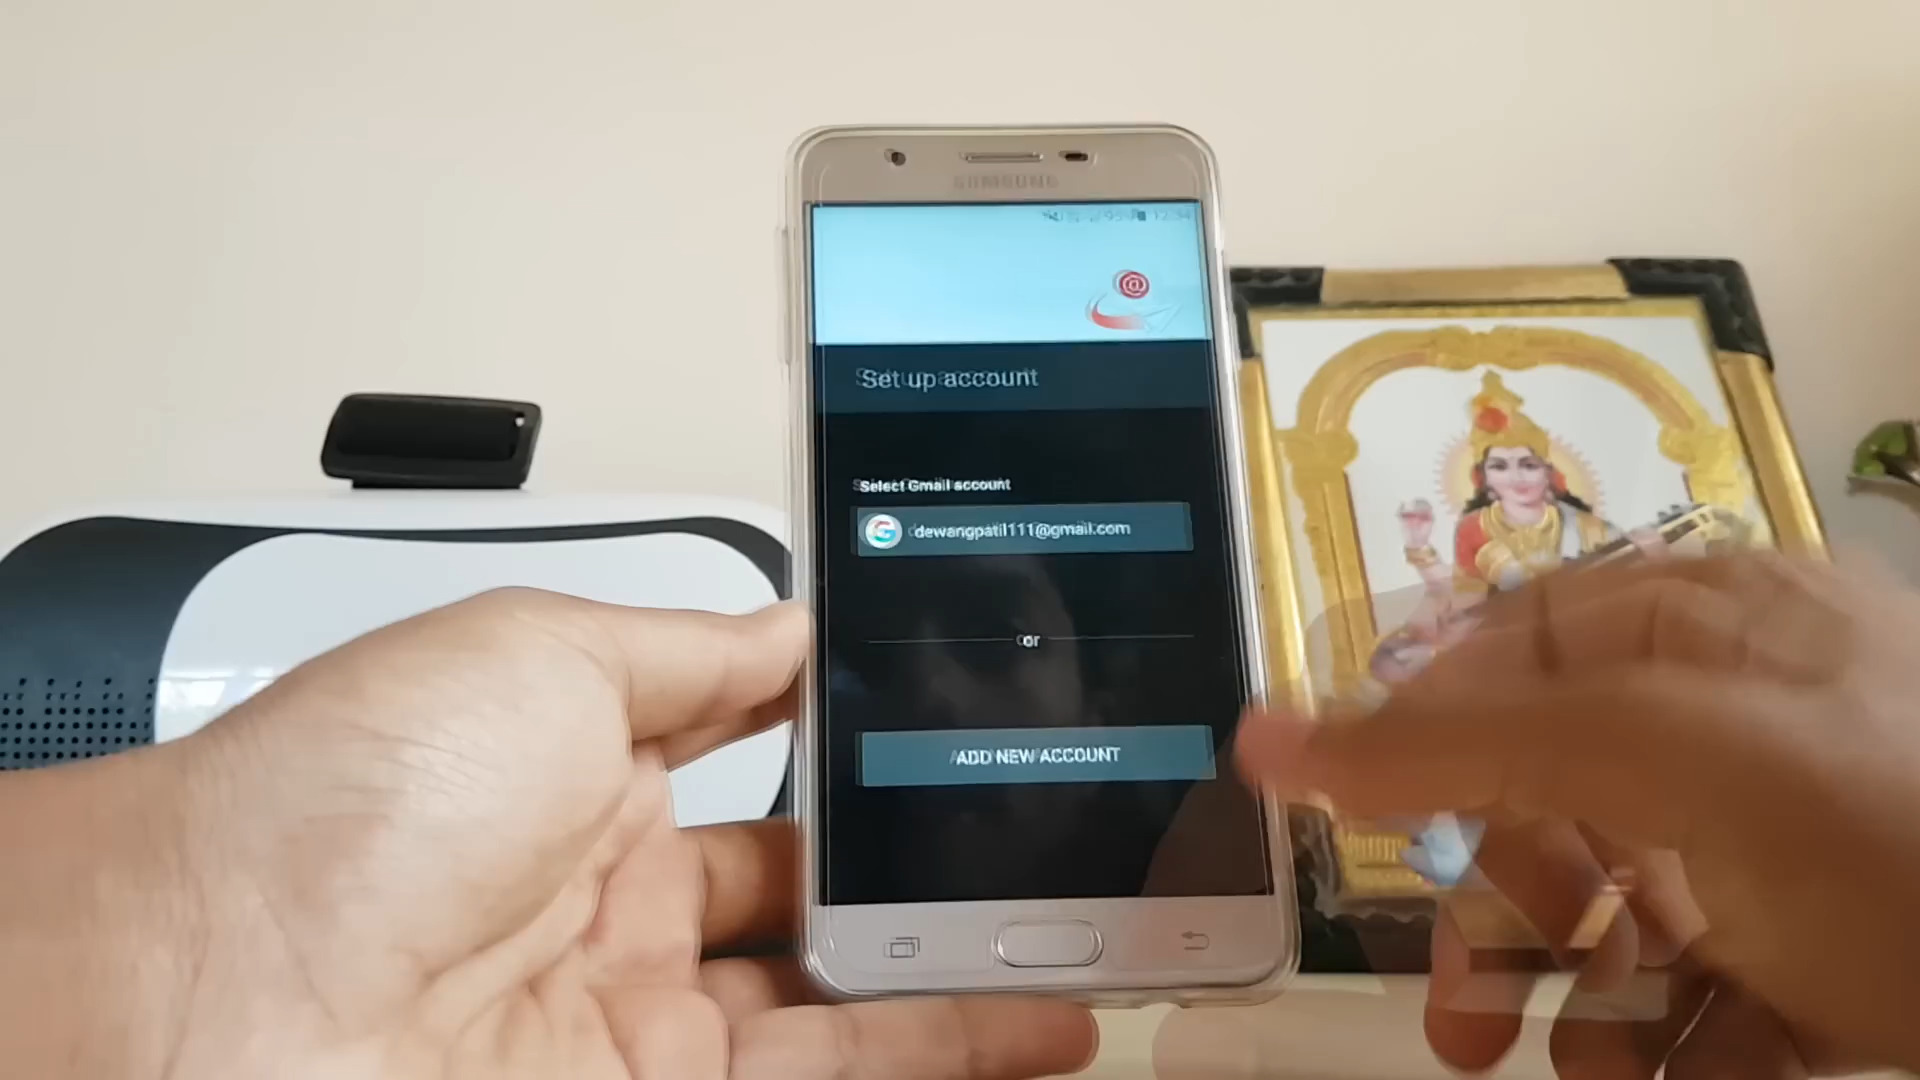 SAMSUNG
Set up account
Select Gmail account
dewangpatil111@gmail.com
or
ADD NEW ACCOUNT